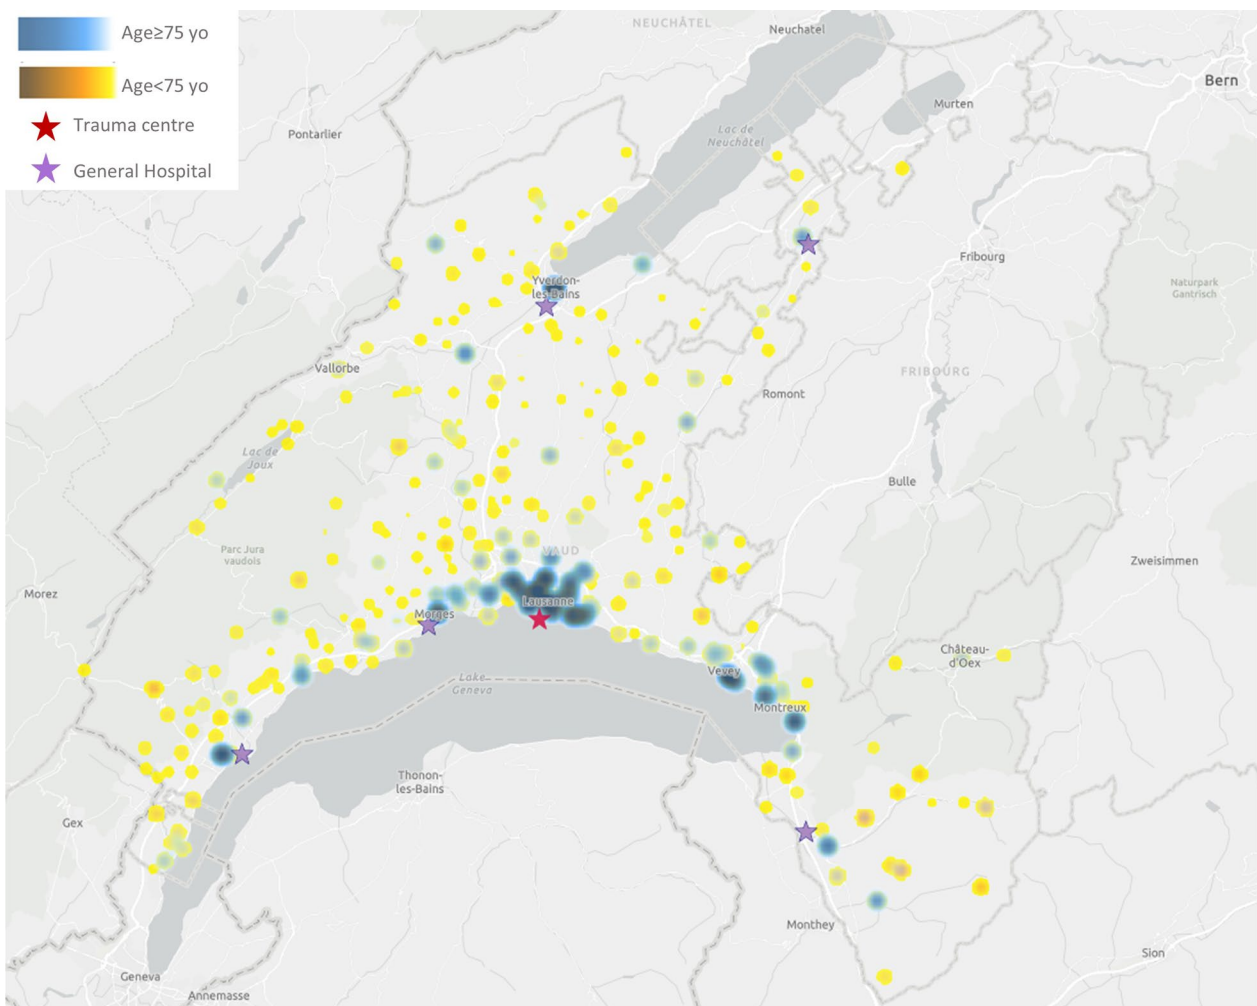 Age≥75 yo
Age<75 yo
Trauma centre
General Hospital
NEUCHÂTEL
Neuchatel
Bern
Murten
Pontarlier
Lac de
Neuchâtel
Fribourg
Yverdon-
les-Bains
Naturpark
Gantrisch
Vallorbe
FRIBOURG
Romont
Lac de
Joux
Bulle
VAUD
Parc Jura
vaudois
Zweisimmen
Morez
Lausanne
Morges
Château-
d'Oex
Vevey
Lake
Geneva
Montreux
Thonon-
les-Bains
Gex
Monthey
Sion
Geneva
Annemasse